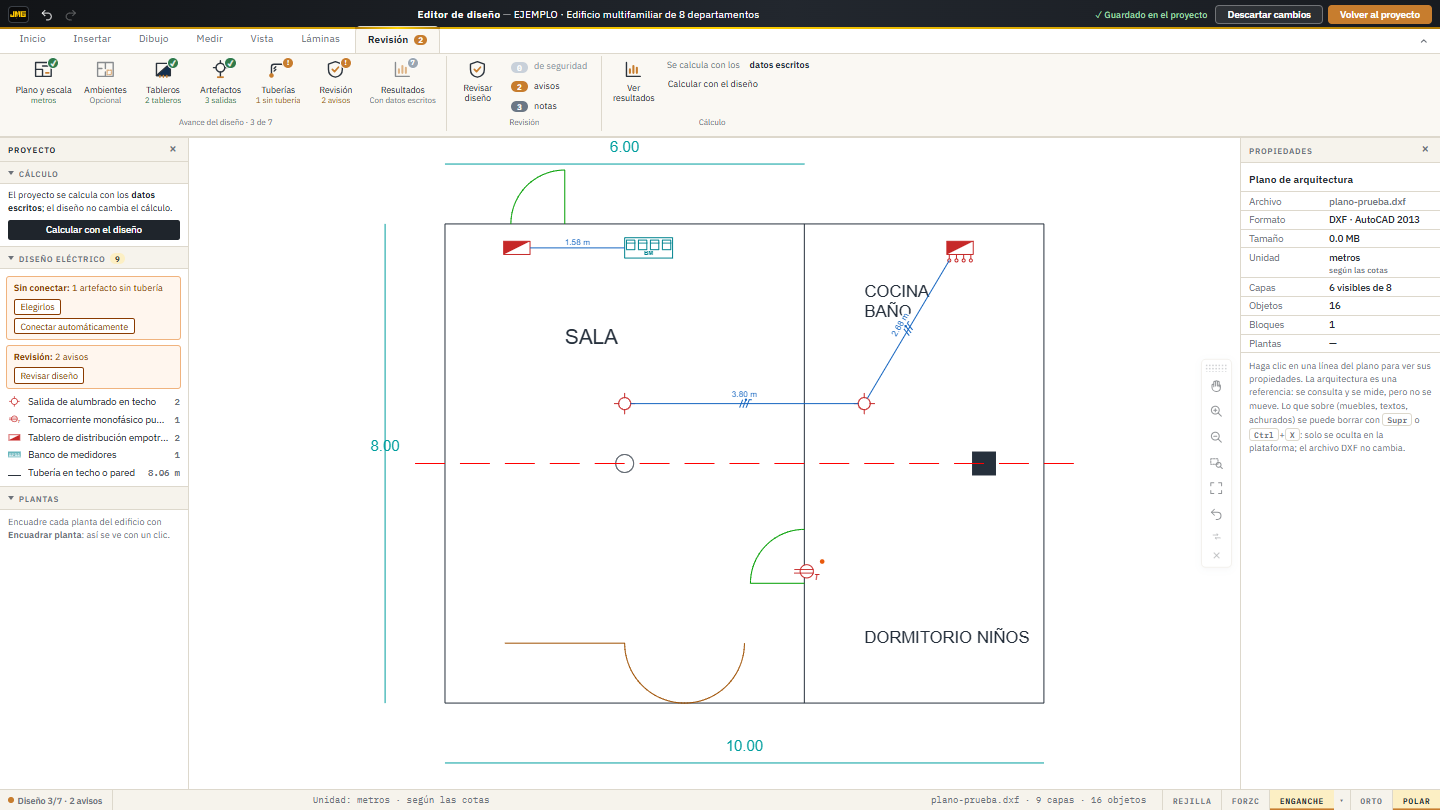 JMG
Editor de diseño — EJEMPLO · Edificio multifamiliar de 8 departamentos
✓ Guardado en el proyecto
Descartar cambios
Volver al proyecto
Inicio
Insertar
Dibujo
Medir
Vista
Láminas
Revisión 2
Plano y escala
metros
Ambientes
Opcional
Tableros
2 tableros
Artefactos
3 salidas
Tuberías
1 sin tubería
Revisión
2 avisos
Resultados
Con datos escritos
Avance del diseño · 3 de 7
Revisar diseño
0 de seguridad
2 avisos
3 notas
Revisión
Ver resultados
Se calcula con los datos escritos
Calcular con el diseño
Cálculo
PROYECTO
CÁLCULO
El proyecto se calcula con los datos
escritos; el diseño no cambia el cálculo.
Calcular con el diseño
DISEÑO ELÉCTRICO 9
Sin conectar: 1 artefacto sin tubería
Elegirlos
Conectar automáticamente
Revisión: 2 avisos
Revisar diseño
Salida de alumbrado en techo 2
Tomacorriente monofásico pu... 1
Tablero de distribución empotr... 2
Banco de medidores 1
Tubería en techo o pared 8.06 m
PLANTAS
Encuadre cada planta del edificio con
Encuadrar planta: así se ve con un clic.
6.00
1.58 m
BM
COCINA
BAÑO
2.68 m
SALA
3.80 m
8.00
T
DORMITORIO NIÑOS
10.00
PROPIEDADES
Plano de arquitectura
Archivo plano-prueba.dxf
Formato DXF · AutoCAD 2013
Tamaño 0.0 MB
Unidad metros
según las cotas
Capas 6 visibles de 8
Objetos 16
Bloques 1
Plantas —
Haga clic en una línea del plano para ver sus
propiedades. La arquitectura es una
referencia: se consulta y se mide, pero no se
mueve. Lo que sobre (muebles, textos,
achurados) se puede borrar con Supr o
Ctrl + X: solo se oculta en la
plataforma; el archivo DXF no cambia.
Diseño 3/7 · 2 avisos
Unidad: metros · según las cotas
plano-prueba.dxf · 9 capas · 16 objetos
REJILLA
FORZC
ENGANCHE
ORTO
POLAR